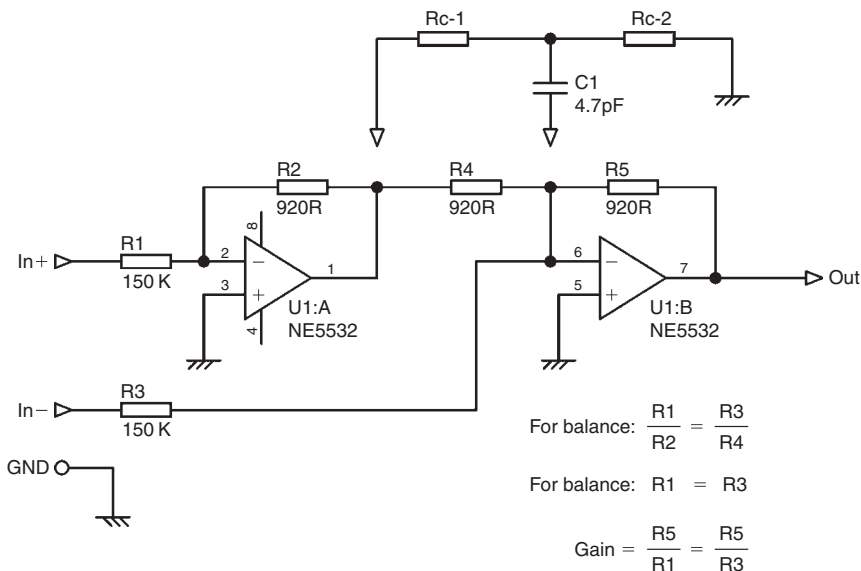 Rc-1 Rc-2
C1
4.7pF
R2 R4 R5
920R 920R 920R
8
R1
In+ 2 − 1 6 − 7 Out
150 K 3 + 5 +
U1:A U1:B
4 NE5532 NE5532
R3
In−
150 K
For balance: R1/R2 = R3/R4
GND
For balance: R1 = R3
Gain = R5/R1 = R5/R3